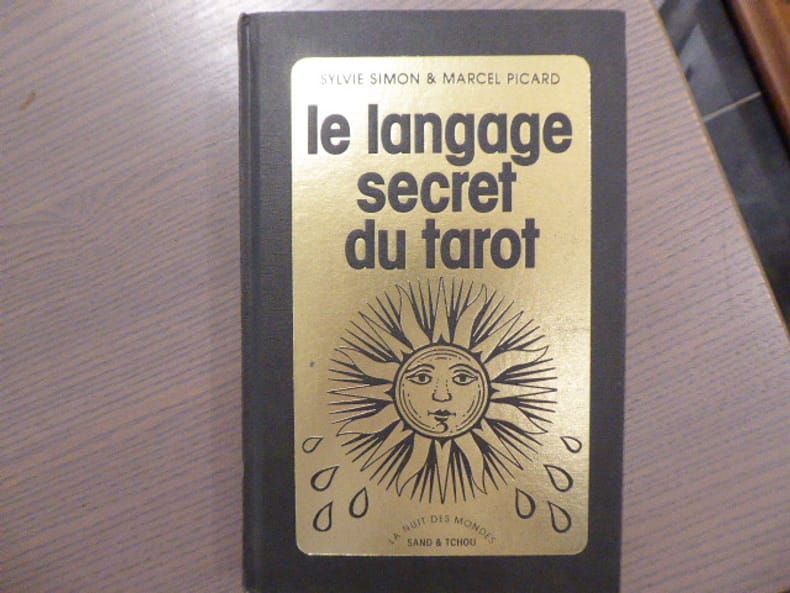 SYLVIE SIMON & MARCEL PICARD
le langage
secret
du tarot
LA NUIT DES MONDES
SAND & TCHOU